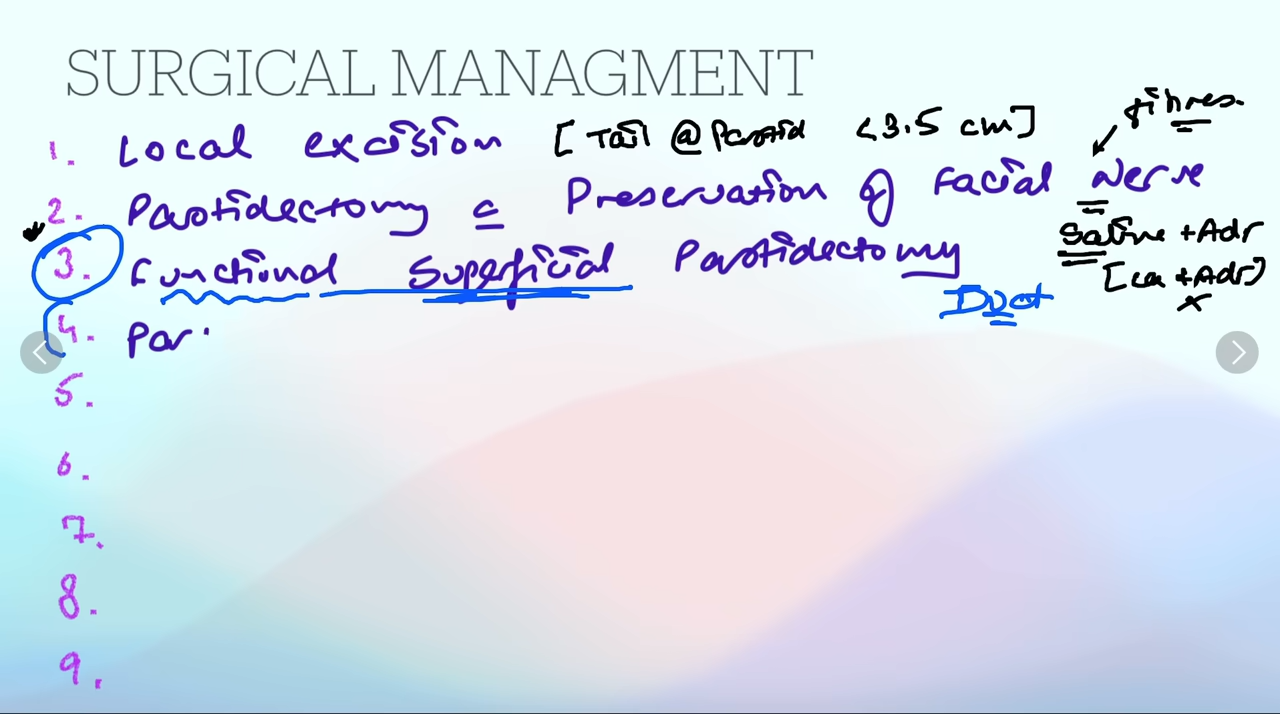 SURGICAL MANAGMENT
fibres.
1. Local excision [Tail @ Parotid <3.5 cm]
2. Parotidectomy c̄ Preservation of Facial Nerve
Saline + Adr
3. Functional Superficial Parotidectomy
[LA + Adr]
x
Duct
4. Par
5.
6.
7.
8.
9.